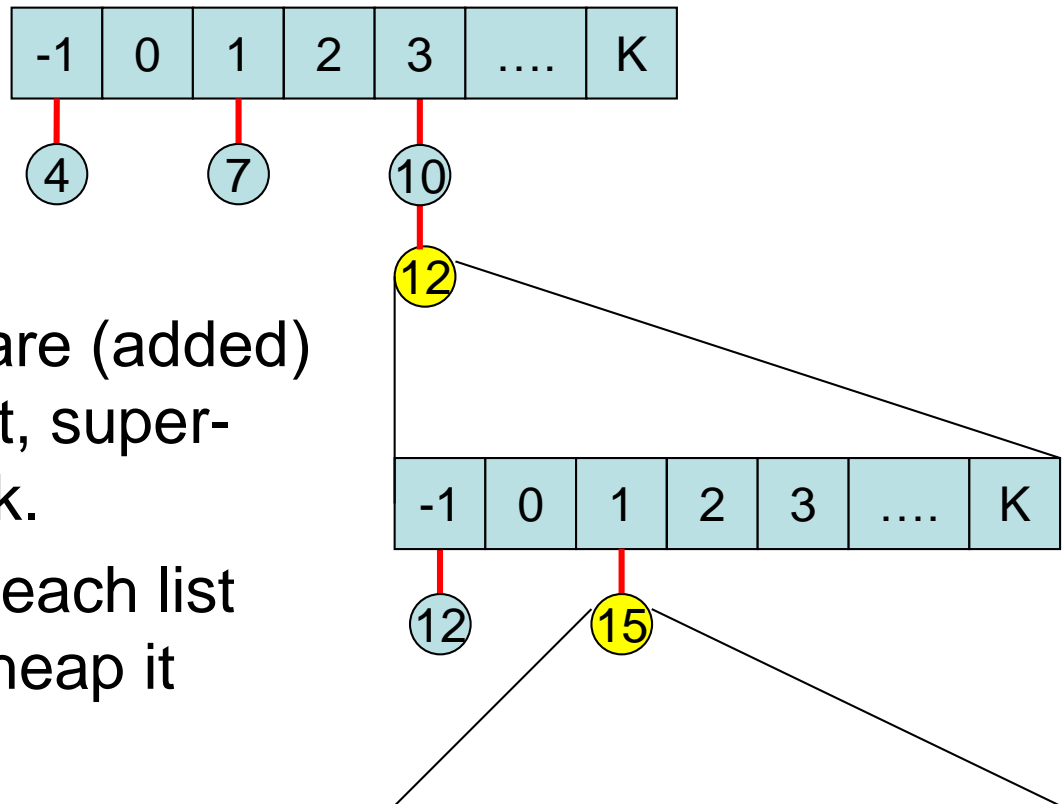 -1 0 1 2 3 .... K
4 7 10
12
are (added)
t, super-
k.
-1 0 1 2 3 .... K
each list
12 15
heap it